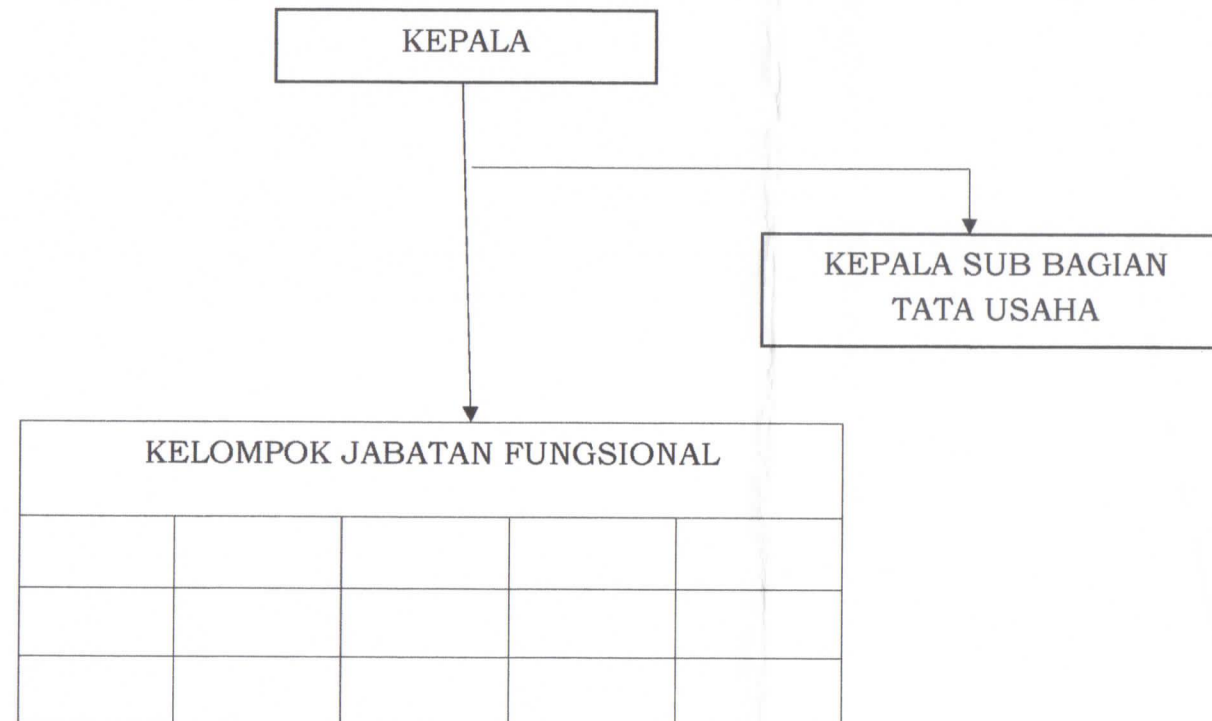 KEPALA
KEPALA SUB BAGIAN
TATA USAHA
KELOMPOK JABATAN FUNGSIONAL